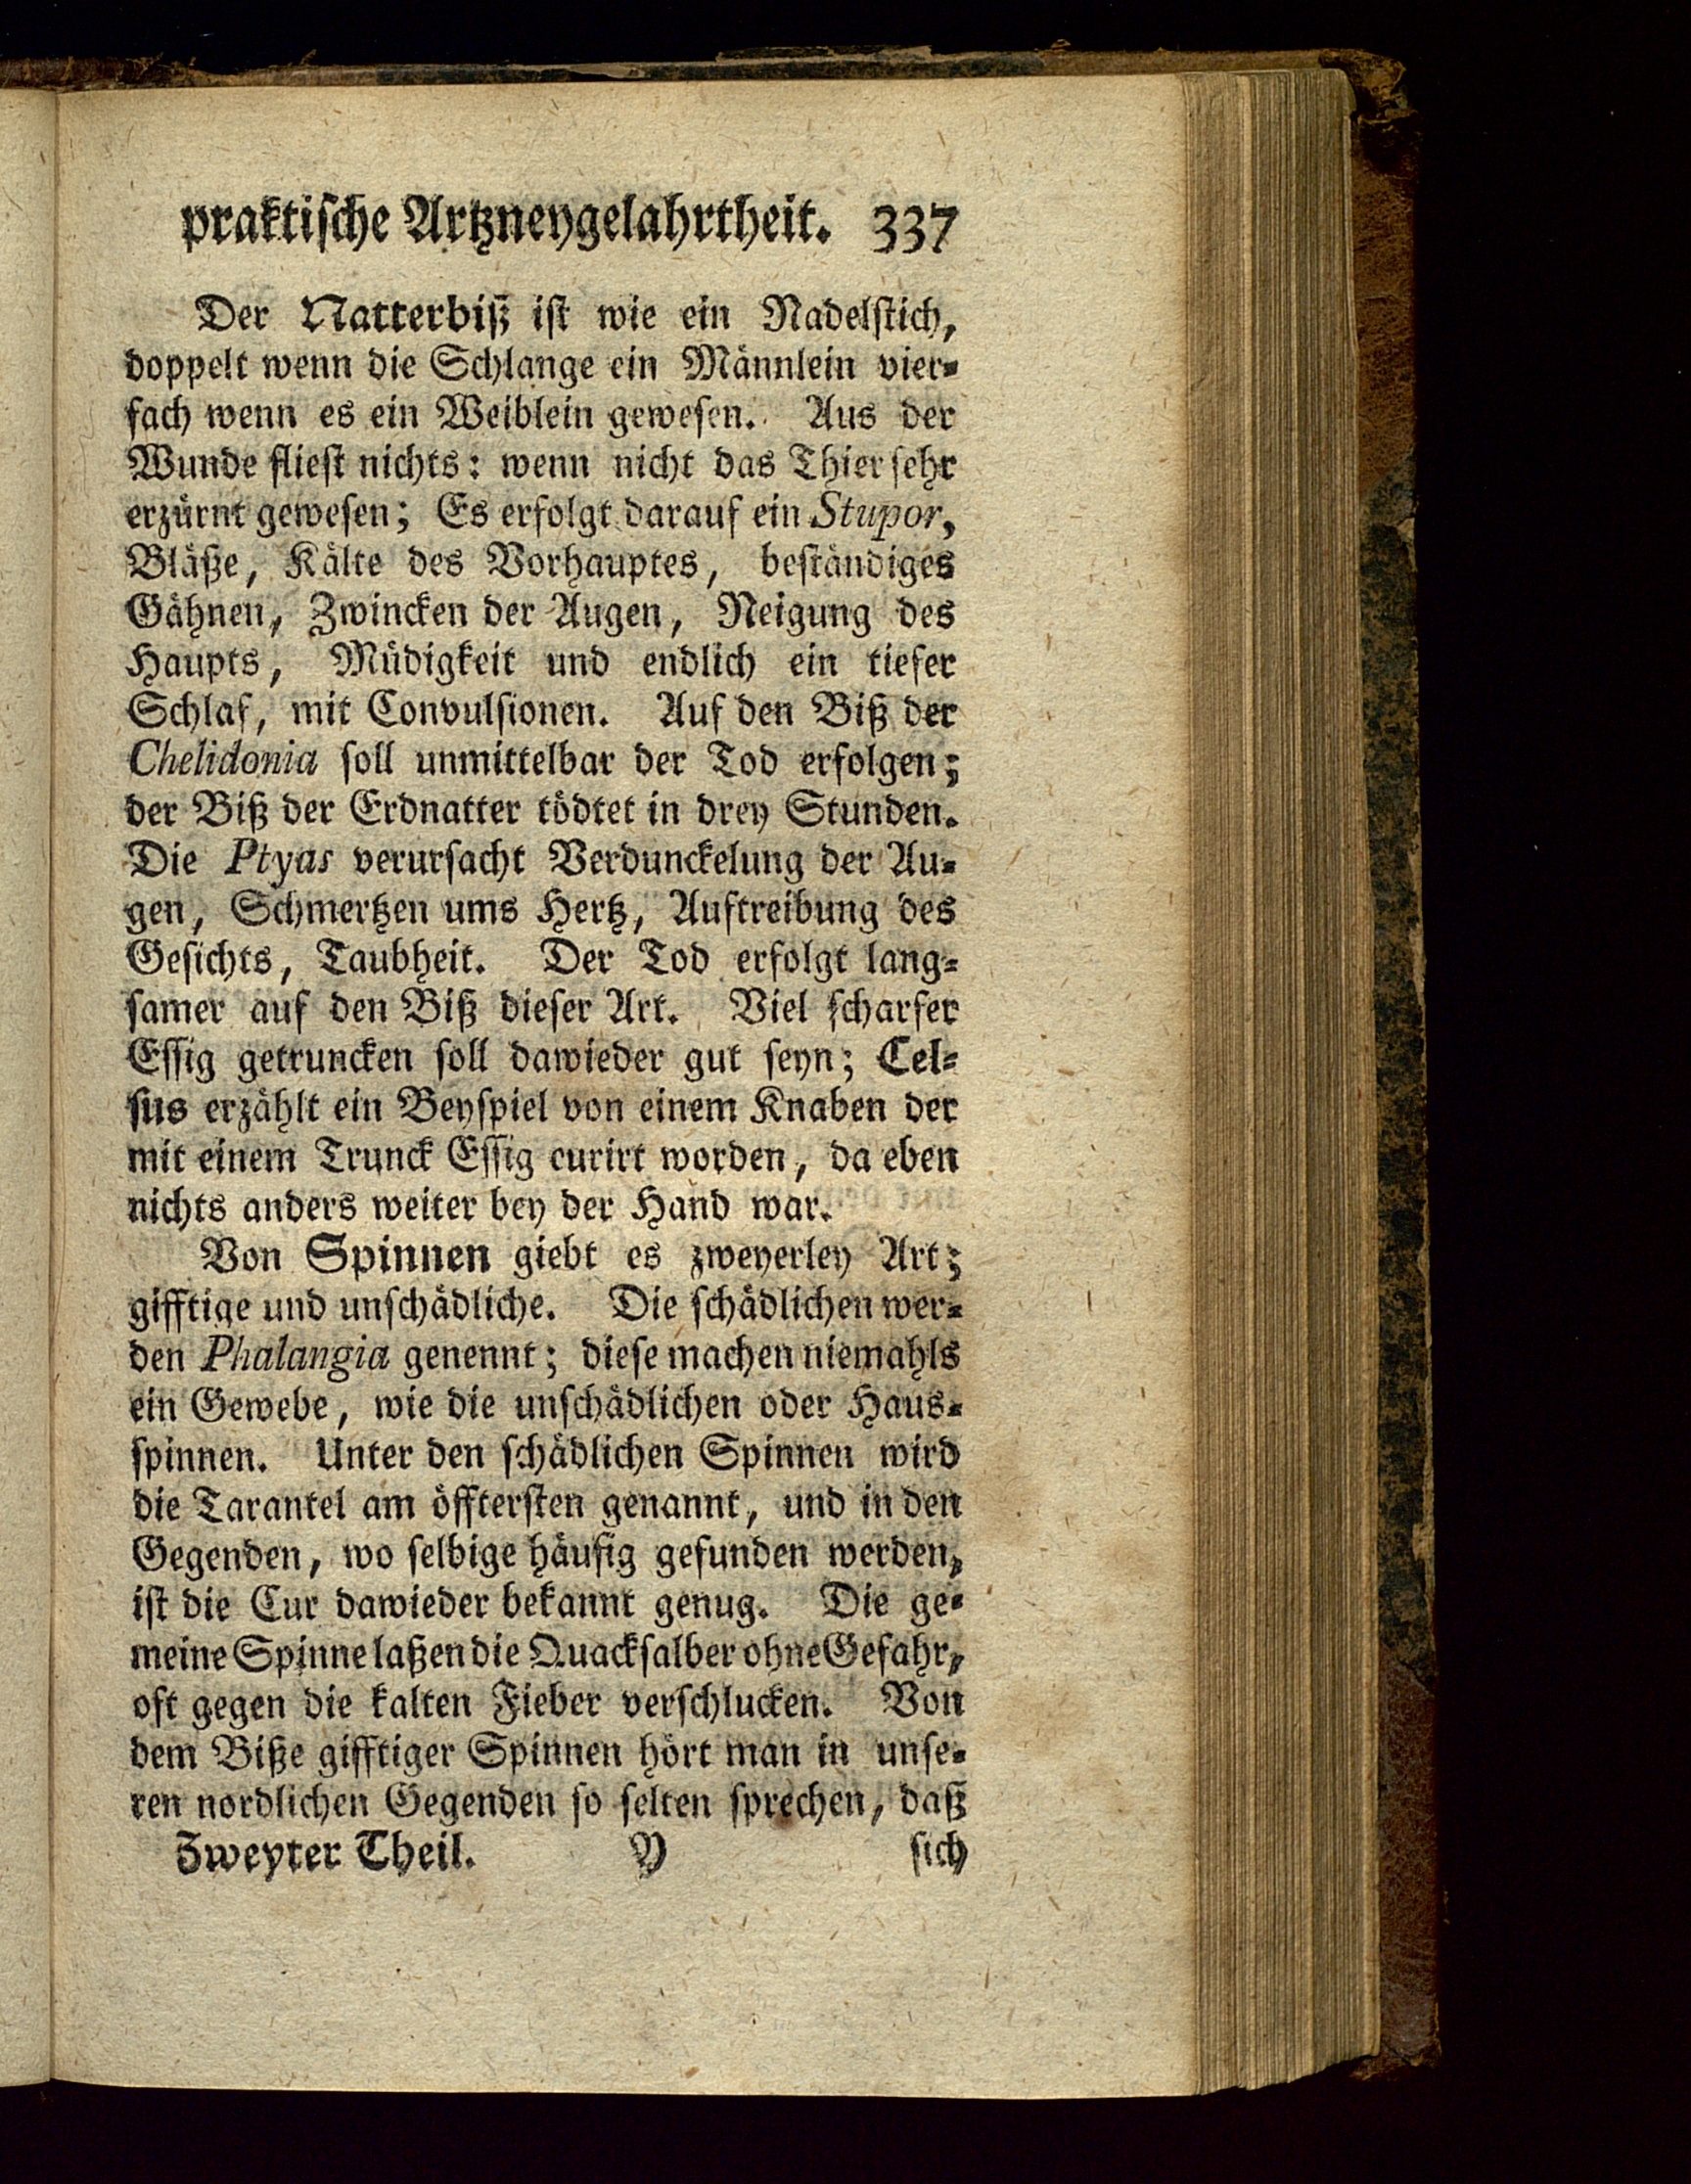 praktische Artzneygelahrtheit. 337
Der Natterbiß ist wie ein Nadelstich,
doppelt wenn die Schlange ein Männlein vier-
fach wenn es ein Weiblein gewesen. Aus der
Wunde fliest nichts: wenn nicht das Thier sehr
erzürnt gewesen; Es erfolgt darauf ein Stupor,
Bläße, Kälte des Vorhauptes, beständiges
Gähnen, Zwincken der Augen, Neigung des
Haupts, Müdigkeit und endlich ein tiefer
Schlaf, mit Convulsionen. Auf den Biß der
Chelidonia soll unmittelbar der Tod erfolgen;
der Biß der Erdnatter tödtet in drey Stunden.
Die Ptyas verursacht Verdunckelung der Au-
gen, Schmertzen ums Hertz, Auftreibung des
Gesichts, Taubheit. Der Tod erfolgt lang-
samer auf den Biß dieser Art. Viel scharfer
Essig getruncken soll dawieder gut seyn; Cel-
sus erzählt ein Beyspiel von einem Knaben der
mit einem Trunck Essig curirt worden, da eben
nichts anders weiter bey der Hand war.
Von Spinnen giebt es zweyerley Art;
gifftige und unschädliche. Die schädlichen wer-
den Phalangia genennt; diese machen niemahls
ein Gewebe, wie die unschädlichen oder Haus-
spinnen. Unter den schädlichen Spinnen wird
die Tarantel am öfftersten genannt, und in den
Gegenden, wo selbige häufig gefunden werden,
ist die Cur dawieder bekannt genug. Die ge-
meine Spinne laßen die Quacksalber ohne Gefahr,
oft gegen die kalten Fieber verschlucken. Von
dem Biße gifftiger Spinnen hört man in unse-
ren nordlichen Gegenden so selten sprechen, daß
Zweyter Theil. Y sich